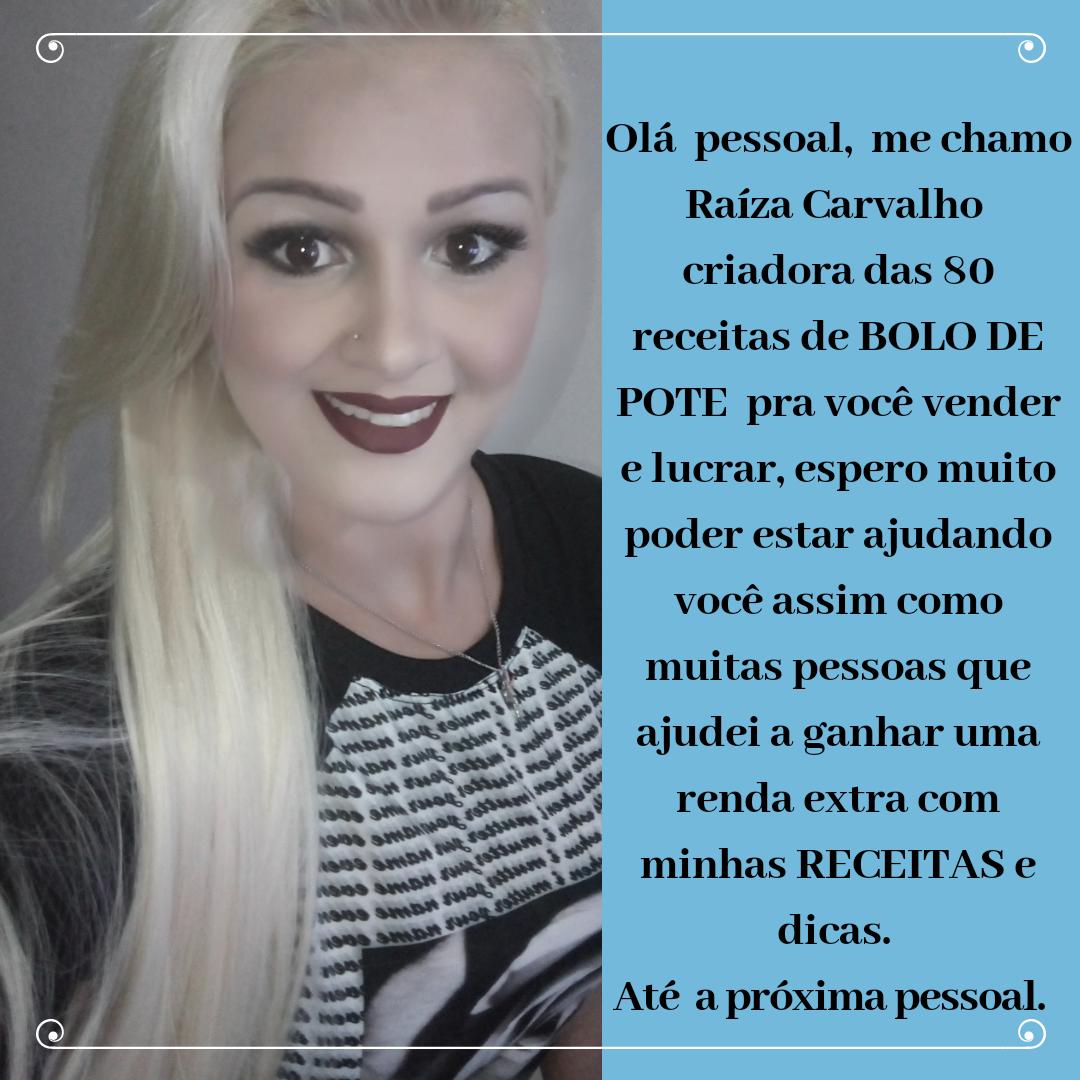 Olá pessoal, me chamo
Raíza Carvalho
criadora das 80
receitas de BOLO DE
POTE pra você vender
e lucrar, espero muito
poder estar ajudando
você assim como
muitas pessoas que
ajudei a ganhar uma
renda extra com
minhas RECEITAS e
dicas.
Até a próxima pessoal.